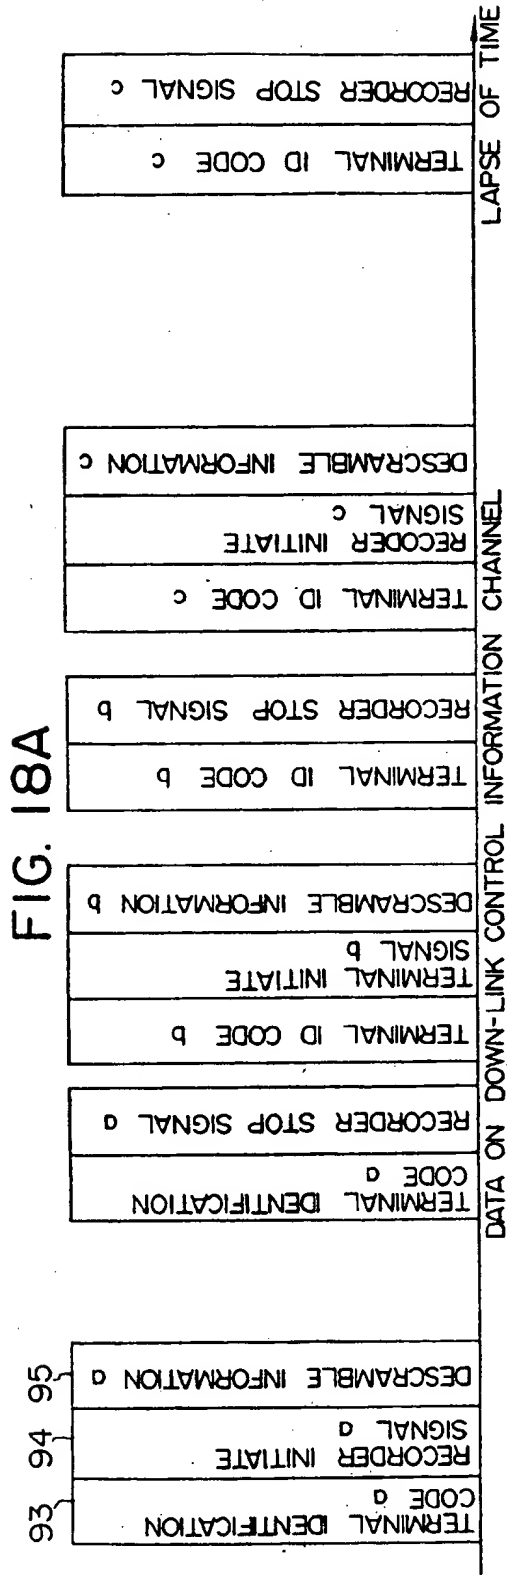 FIG. 18A
93
94
95
TERMINAL IDENTIFICATION
CODE a
RECORDER INITIATE
SIGNAL a
DESCRAMBLE INFORMATION a
TERMINAL IDENTIFICATION
CODE a
RECORDER STOP SIGNAL a
TERMINAL ID CODE b
TERMINAL INITIATE
SIGNAL b
DESCRAMBLE INFORMATION b
TERMINAL ID CODE b
RECORDER STOP SIGNAL b
TERMINAL ID CODE c
RECODER INITIATE
SIGNAL c
DESCRAMBLE INFORMATION c
TERMINAL ID CODE c
RECORDER STOP SIGNAL c
DATA ON DOWN-LINK CONTROL INFORMATION CHANNEL
LAPSE OF TIME